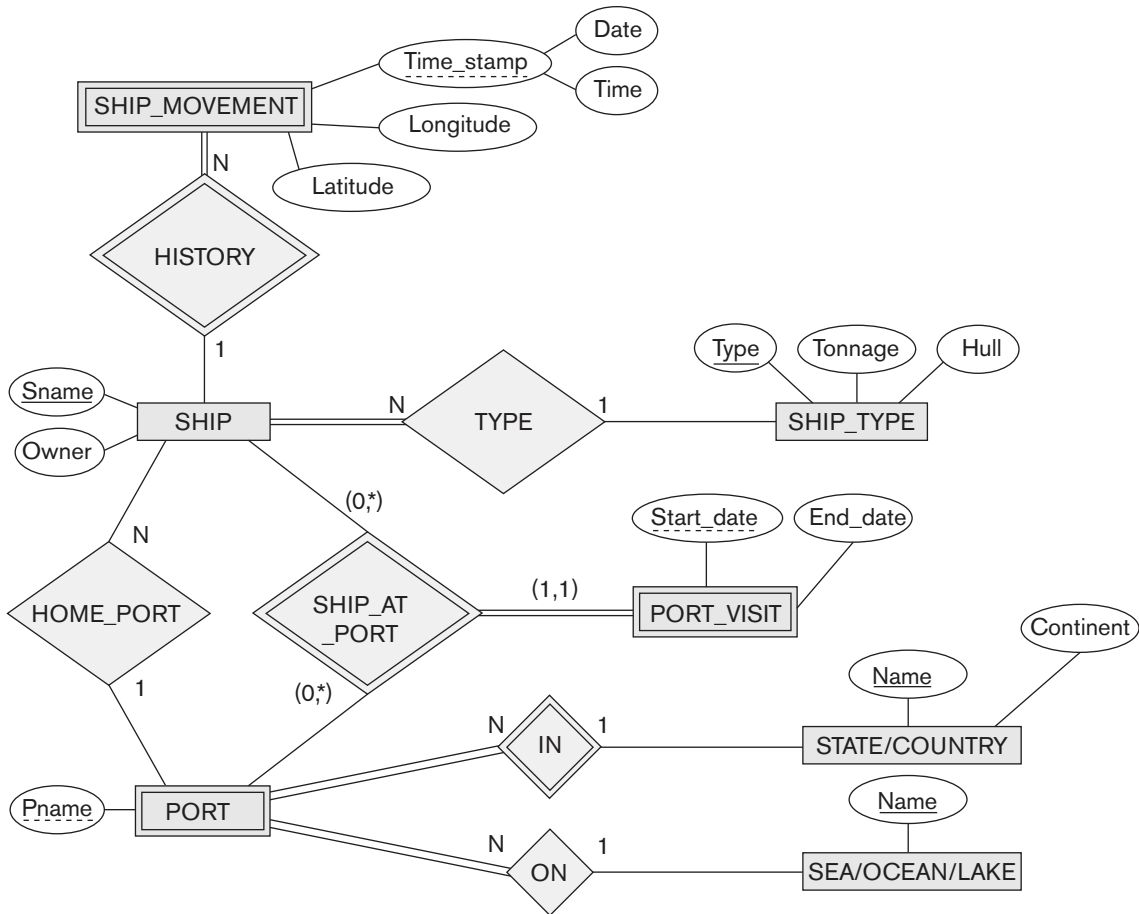 Date
Time_stamp
Time
SHIP_MOVEMENT
Longitude
N
Latitude
HISTORY
1
Type
Tonnage
Hull
Sname
SHIP
N
TYPE
1
SHIP_TYPE
Owner
(0,*)
Start_date
End_date
N
HOME_PORT
SHIP_AT
_PORT
(1,1)
PORT_VISIT
Continent
1
(0,*)
Name
N
IN
1
STATE/COUNTRY
Pname
PORT
Name
N
ON
1
SEA/OCEAN/LAKE